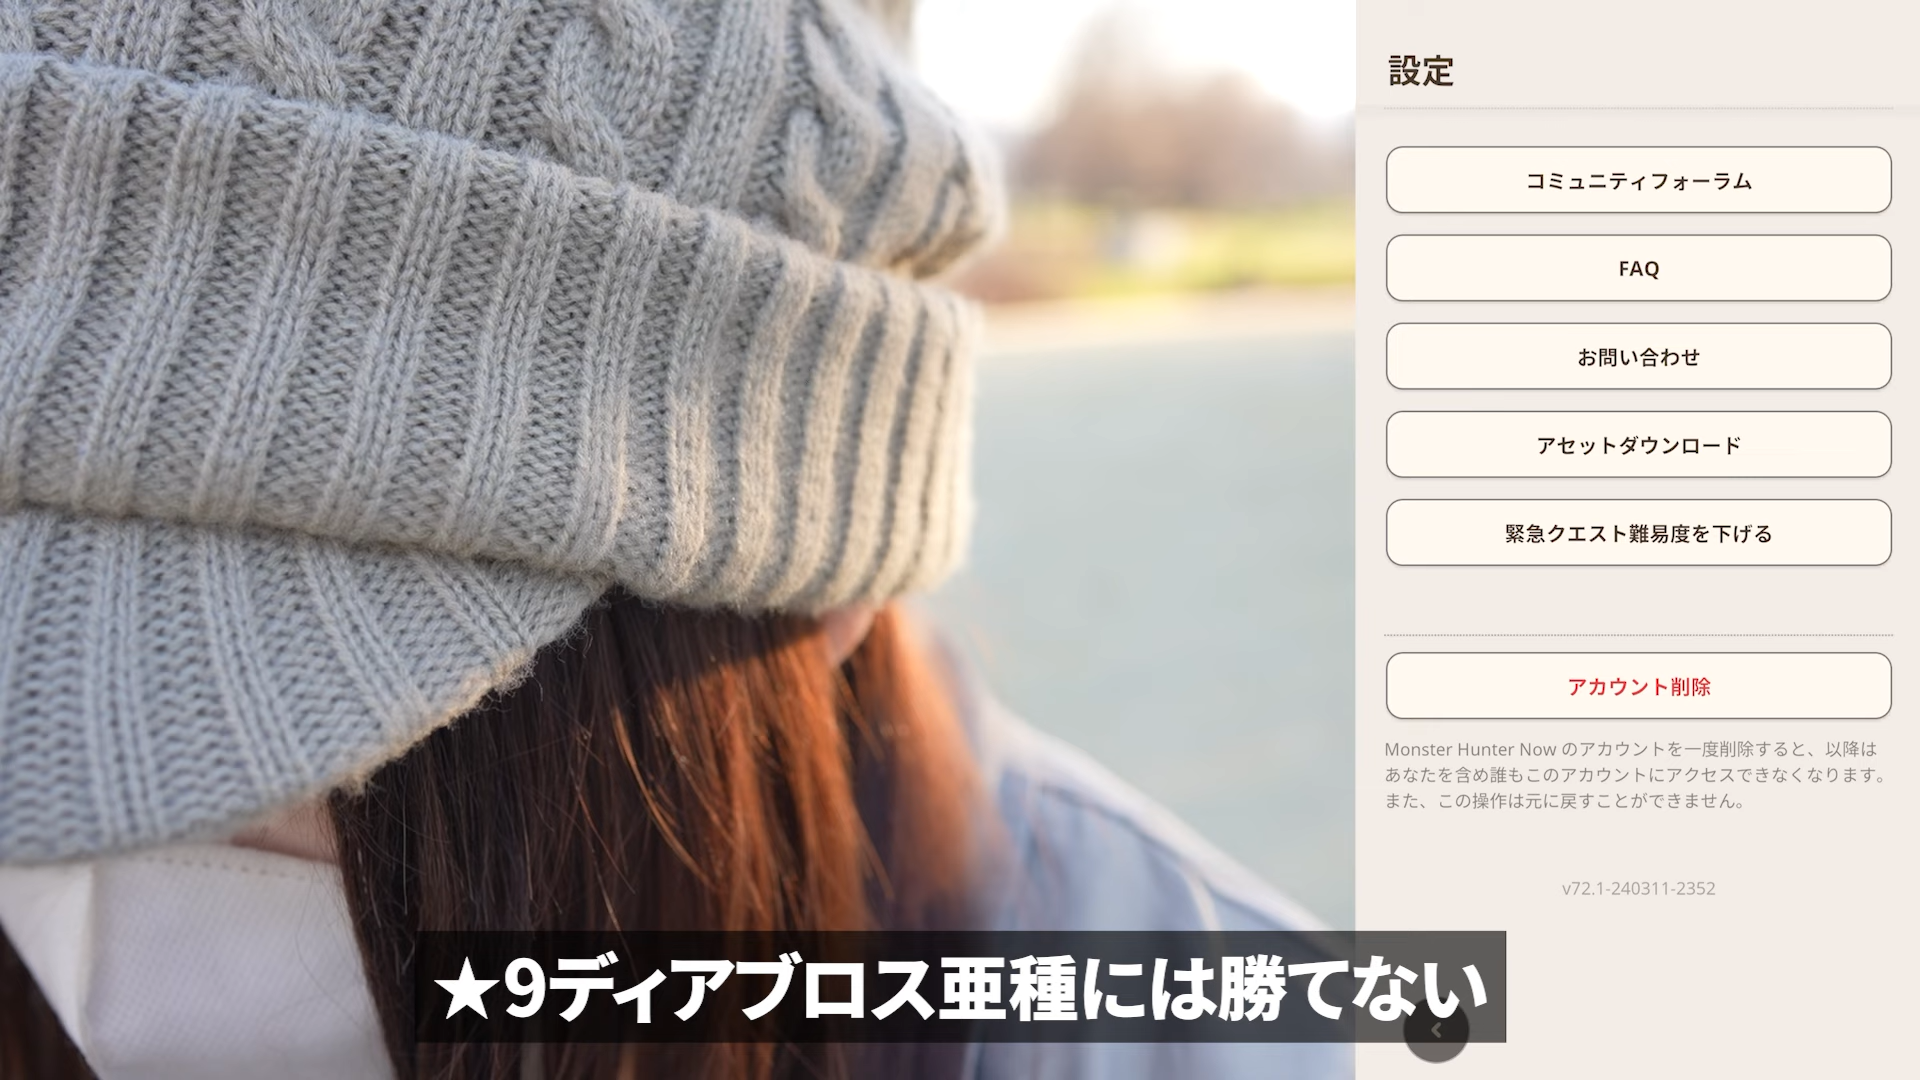 設定
コミュニティフォーラム
FAQ
お問い合わせ
アセットダウンロード
緊急クエスト難易度を下げる
アカウント削除
Monster Hunter Now のアカウントを一度削除すると、以降は
あなたを含め誰もこのアカウントにアクセスできなくなります。
また、この操作は元に戻すことができません。
v72.1-240311-2352
★9ディアブロス亜種には勝てない